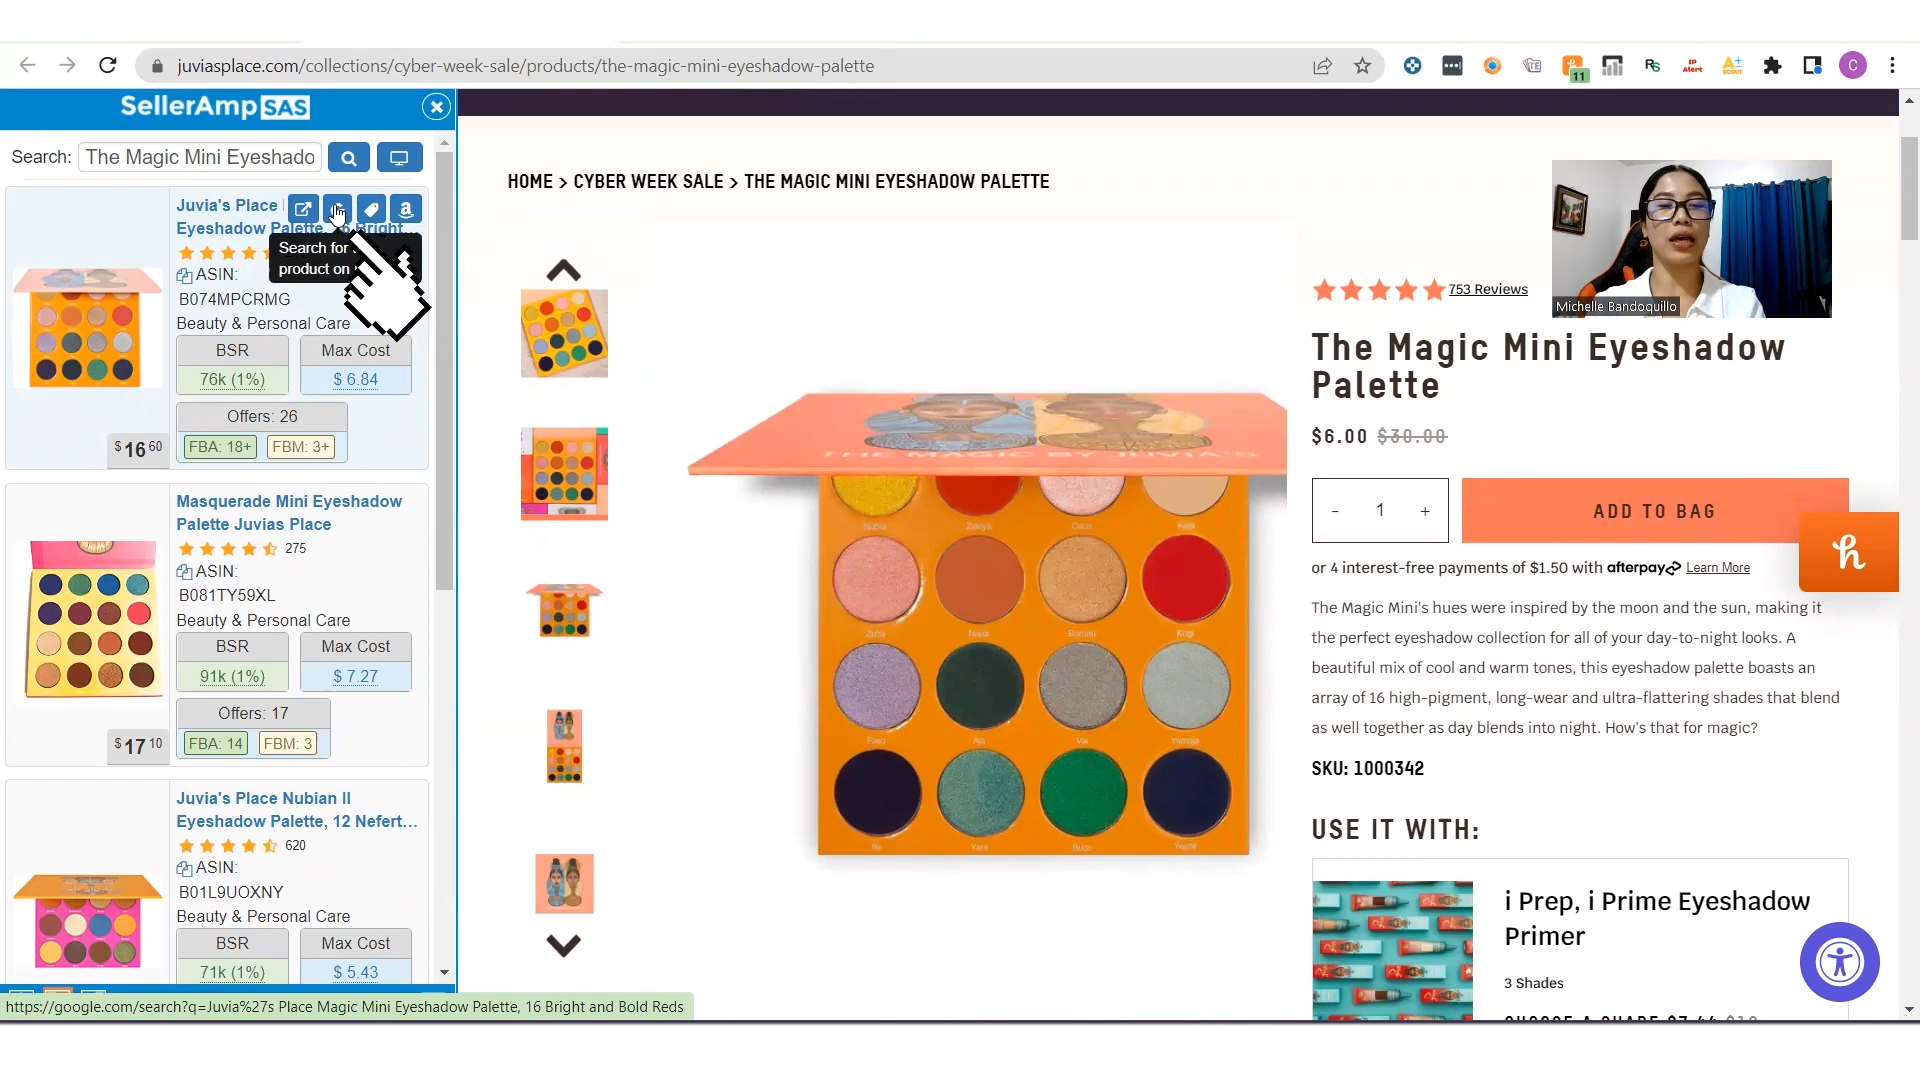 juviasplace.com/collections/cyber-week-sale/products/the-magic-mini-eyeshadow-palette
11
IP
Alert
C
SellerAmp SAS
Search: The Magic Mini Eyeshado
Juvia's Place
Eyeshadow Palette, 16 Bright...
Search for
product on
ASIN:
B074MPCRMG
Beauty & Personal Care
BSR
Max Cost
76k (1%)
$ 6.84
Offers: 26
FBA: 18+
FBM: 3+
$16 60
Masquerade Mini Eyeshadow
Palette Juvias Place
275
ASIN:
B081TY59XL
Beauty & Personal Care
BSR
Max Cost
91k (1%)
$ 7.27
Offers: 17
FBA: 14
FBM: 3
$17 10
Juvia's Place Nubian II
Eyeshadow Palette, 12 Nefert...
620
ASIN:
B01L9UOXNY
Beauty & Personal Care
BSR
Max Cost
71k (1%)
$ 5.43
https://google.com/search?q=Juvia%27s Place Magic Mini Eyeshadow Palette, 16 Bright and Bold Reds
HOME > CYBER WEEK SALE > THE MAGIC MINI EYESHADOW PALETTE
THE MAGIC BY JUVIA'S
Michelle Bandoquillo
753 Reviews
The Magic Mini Eyeshadow
Palette
$6.00 $30.00
- 1 +
ADD TO BAG
or 4 interest-free payments of $1.50 with afterpay Learn More
The Magic Mini's hues were inspired by the moon and the sun, making it
the perfect eyeshadow collection for all of your day-to-night looks. A
beautiful mix of cool and warm tones, this eyeshadow palette boasts an
array of 16 high-pigment, long-wear and ultra-flattering shades that blend
as well together as day blends into night. How's that for magic?
SKU: 1000342
USE IT WITH:
i Prep, i Prime Eyeshadow
Primer
3 Shades